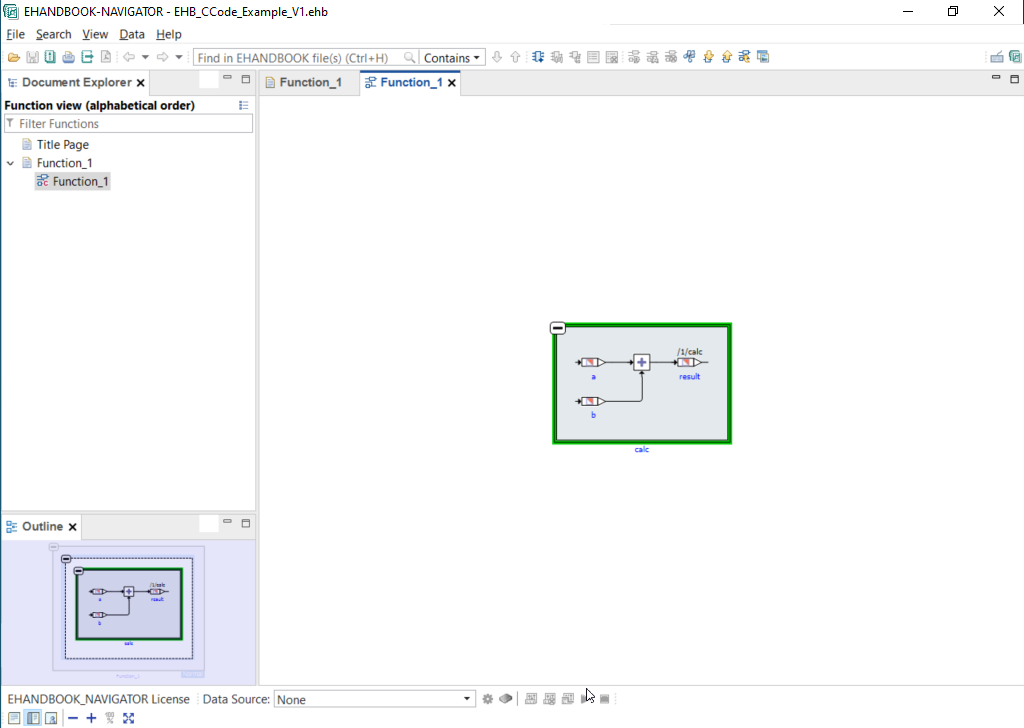 EHANDBOOK-NAVIGATOR - EHB_CCode_Example_V1.ehb
File Search View Data Help
Find in EHANDBOOK file(s) (Ctrl+H) Contains
Document Explorer
Function_1
Function_1
Function view (alphabetical order)
Filter Functions
Title Page
Function_1
Function_1
/1/calc
a
result
b
calc
Outline
/1/calc
a
result
b
calc
Function_1
EHANDBOOK_NAVIGATOR License Data Source: None